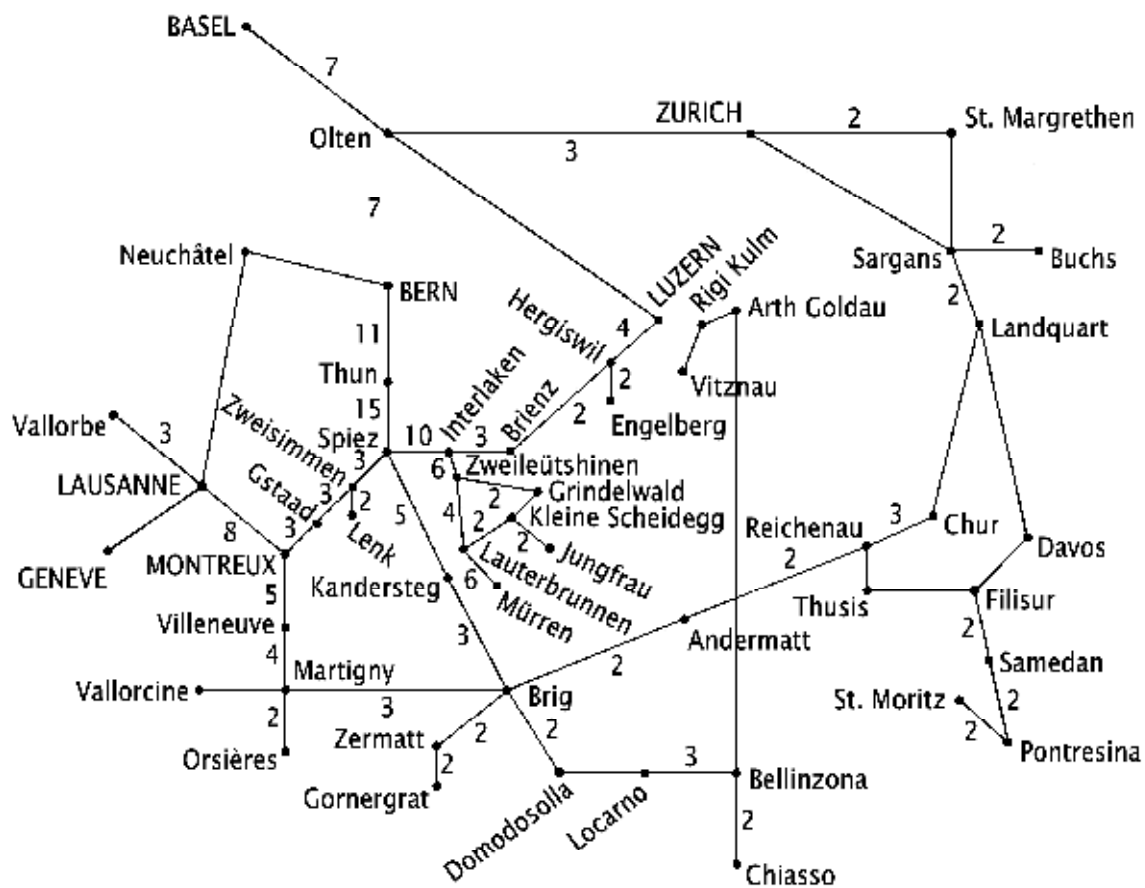 BASEL
7
ZURICH
2
St. Margrethen
Olten
3
7
Neuchâtel
BERN
Hergiswil
LUZERN
Rigi Kulm
Sargans
2
Buchs
2
Arth Goldau
Landquart
11
4
Thun
Interlaken
2
Vitznau
Vallorbe
3
Zweisimmen
15
Brienz
2
Engelberg
Spiez
10
3
LAUSANNE
Gstaad
3
6
Zweileütshinen
3
2
5
4
2
Grindelwald
8
3
2
Kleine Scheidegg
Reichenau
3
Chur
GENEVE
MONTREUX
Lenk
2
Jungfrau
2
Davos
5
Kandersteg
6
Lauterbrunnen
Mürren
Thusis
Filisur
Villeneuve
3
Andermatt
2
4
2
Samedan
Vallorcine
Martigny
Brig
St. Moritz
2
2
3
2
2
2
Orsières
Zermatt
Pontresina
2
3
Gornergrat
Domodosolla
Locarno
Bellinzona
2
Chiasso